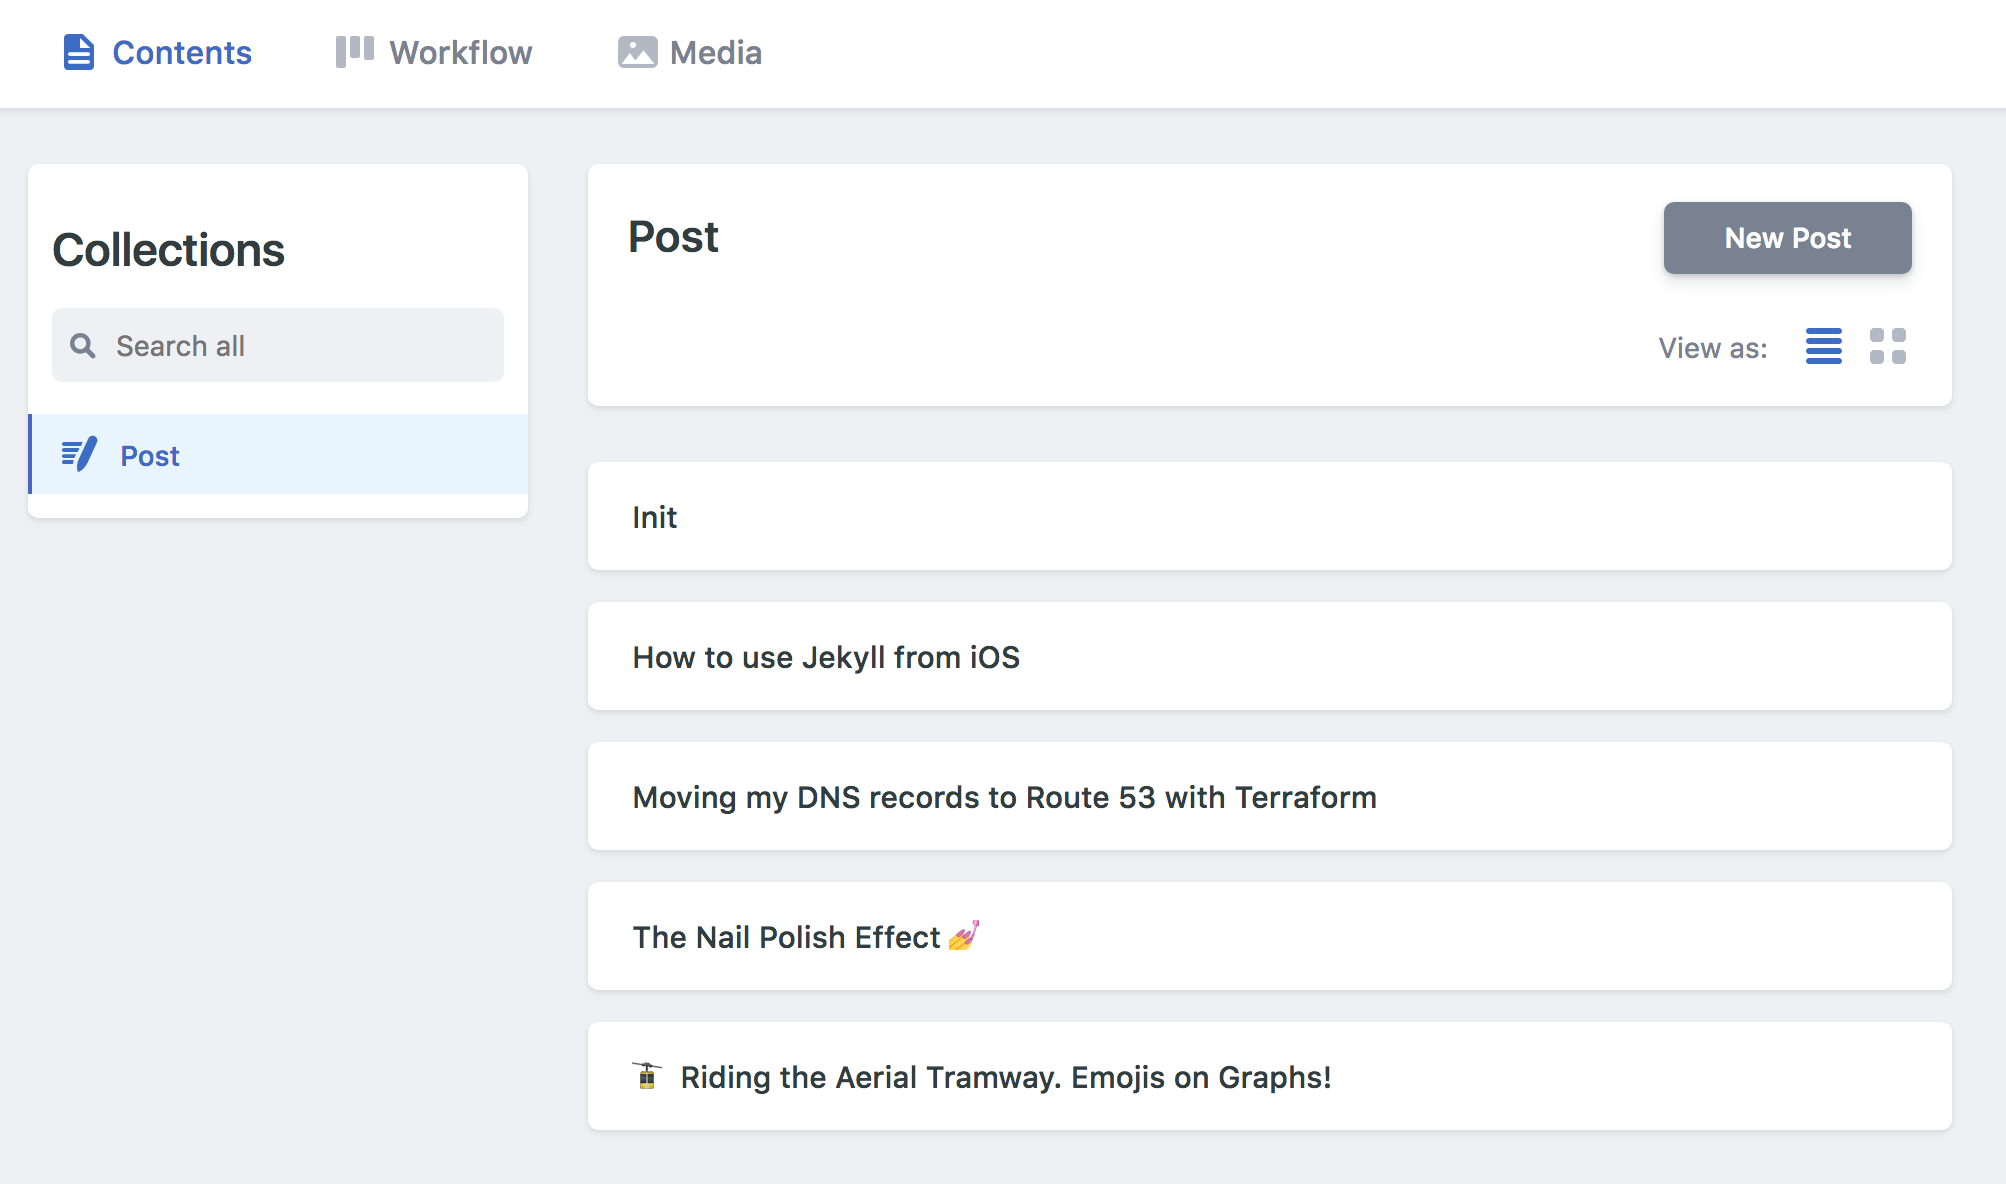 Contents Workflow Media
Collections
Search all
Post
Post
New Post
View as:
Init
How to use Jekyll from iOS
Moving my DNS records to Route 53 with Terraform
The Nail Polish Effect 💅
🚡 Riding the Aerial Tramway. Emojis on Graphs!